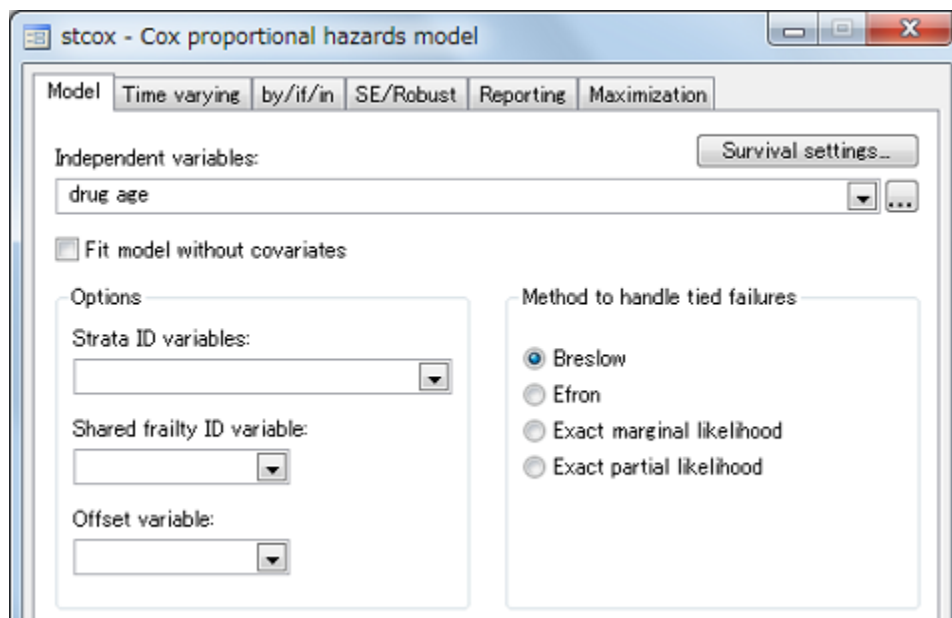 stcox - Cox proportional hazards model
Model Time varying by/if/in SE/Robust Reporting Maximization
Independent variables:
Survival settings...
drug age
...
Fit model without covariates
Options
Strata ID variables:
Shared frailty ID variable:
Offset variable:
Method to handle tied failures
Breslow
Efron
Exact marginal likelihood
Exact partial likelihood